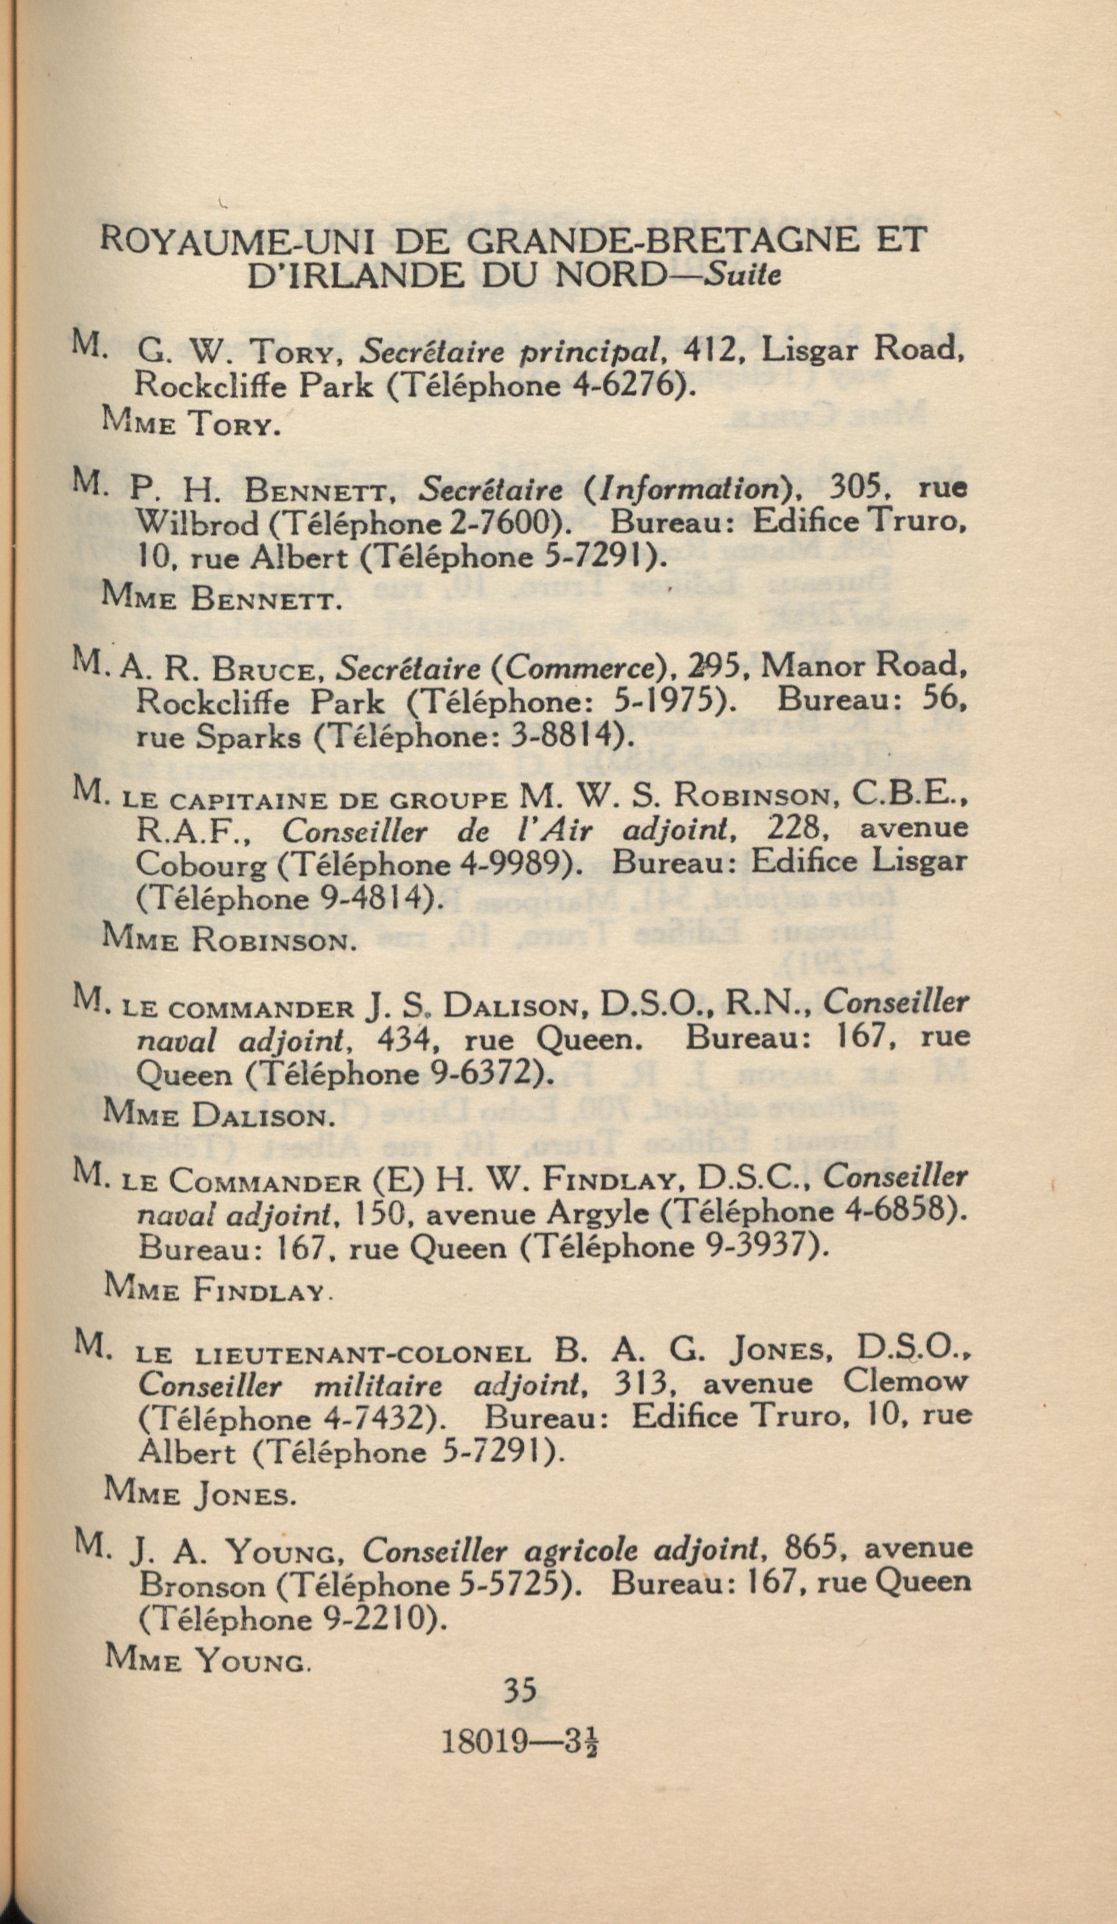 ROYAUME-UNI DE GRANDE-BRETAGNE ET
D'IRLANDE DU NORD—Suite
M. G. W. TORY, Secrétaire principal, 412, Lisgar Road,
Rockcliffe Park (Téléphone 4-6276).
MME TORY.
M. P. H. BENNETT, Secrétaire (Information), 305, rue
Wilbrod (Téléphone 2-7600). Bureau: Edifice Truro,
10, rue Albert (Téléphone 5-7291).
MME BENNETT.
M. A. R. BRUCE, Secrétaire (Commerce), 295, Manor Road,
Rockcliffe Park (Téléphone: 5-1975). Bureau: 56,
rue Sparks (Téléphone: 3-8814).
M. LE CAPITAINE DE GROUPE M. W. S. ROBINSON, C.B.E.,
R.A.F., Conseiller de l'Air adjoint, 228, avenue
Cobourg (Téléphone 4-9989). Bureau: Edifice Lisgar
(Téléphone 9-4814).
MME ROBINSON.
M. LE COMMANDER J. S. DALISON, D.S.O., R.N., Conseiller
naval adjoint, 434, rue Queen. Bureau: 167, rue
Queen (Téléphone 9-6372).
MME DALISON.
M. LE COMMANDER (E) H. W. FINDLAY, D.S.C., Conseiller
naval adjoint, 150, avenue Argyle (Téléphone 4-6858).
Bureau: 167, rue Queen (Téléphone 9-3937).
MME FINDLAY.
M. LE LIEUTENANT-COLONEL B. A. G. JONES, D.S.O.,
Conseiller militaire adjoint, 313, avenue Clemow
(Téléphone 4-7432). Bureau: Edifice Truro, 10, rue
Albert (Téléphone 5-7291).
MME JONES.
M. J. A. YOUNG, Conseiller agricole adjoint, 865, avenue
Bronson (Téléphone 5-5725). Bureau: 167, rue Queen
(Téléphone 9-2210).
MME YOUNG.
35
18019—3½